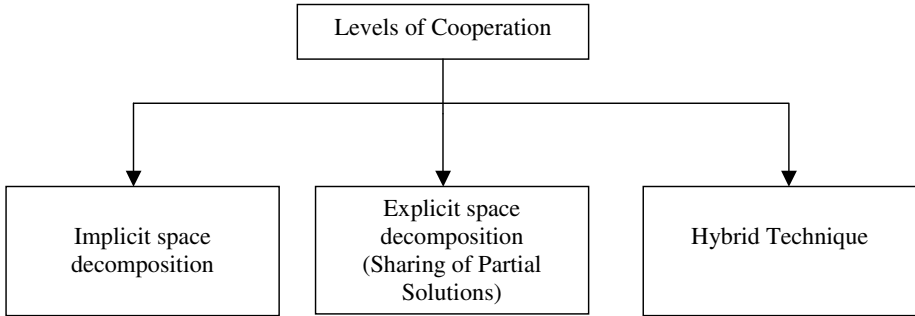 Levels of Cooperation
Implicit space
decomposition
Explicit space
decomposition
(Sharing of Partial
Solutions)
Hybrid Technique